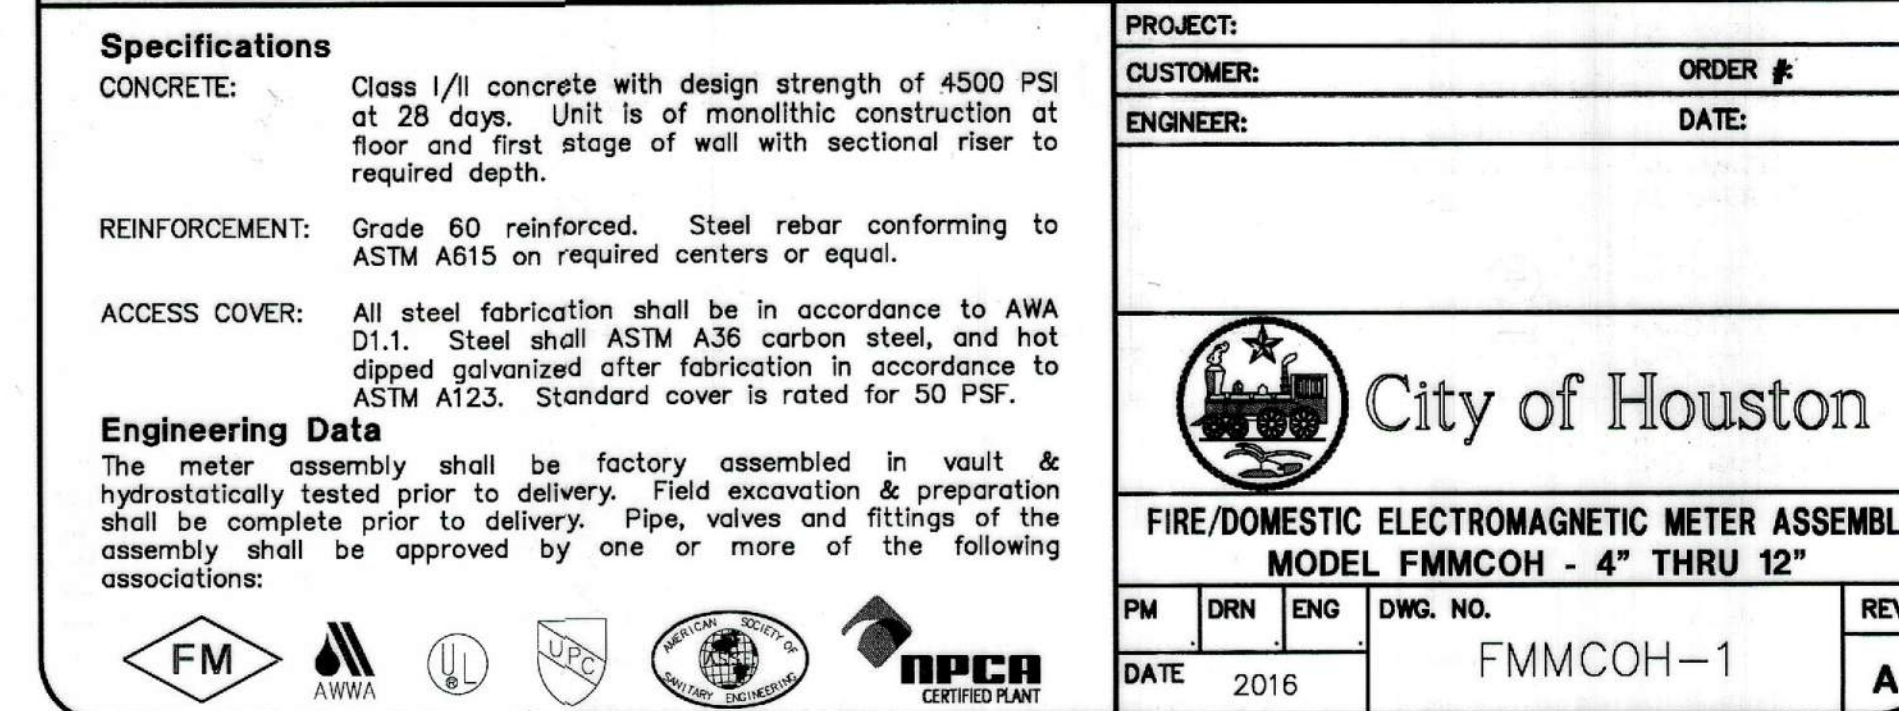 Specifications
CONCRETE: Class I/II concrete with design strength of 4500 PSI
at 28 days. Unit is of monolithic construction at
floor and first stage of wall with sectional riser to
required depth.
REINFORCEMENT: Grade 60 reinforced. Steel rebar conforming to
ASTM A615 on required centers or equal.
ACCESS COVER: All steel fabrication shall be in accordance to AWA
D1.1. Steel shall ASTM A36 carbon steel, and hot
dipped galvanized after fabrication in accordance to
ASTM A123. Standard cover is rated for 50 PSF.
Engineering Data
The meter assembly shall be factory assembled in vault &
hydrostatically tested prior to delivery. Field excavation & preparation
shall be complete prior to delivery. Pipe, valves and fittings of the
assembly shall be approved by one or more of the following
associations:
FM
AWWA
UL
UPC
AMERICAN SOCIETY OF
ASSE
SANITARY ENGINEERING
NPCA
CERTIFIED PLANT
PROJECT:
CUSTOMER: ORDER #:
ENGINEER: DATE:
City of Houston
FIRE/DOMESTIC ELECTROMAGNETIC METER ASSEMBL
MODEL FMMCOH - 4" THRU 12"
PM DRN ENG DWG. NO. REV
FMMCOH-1
DATE 2016 A